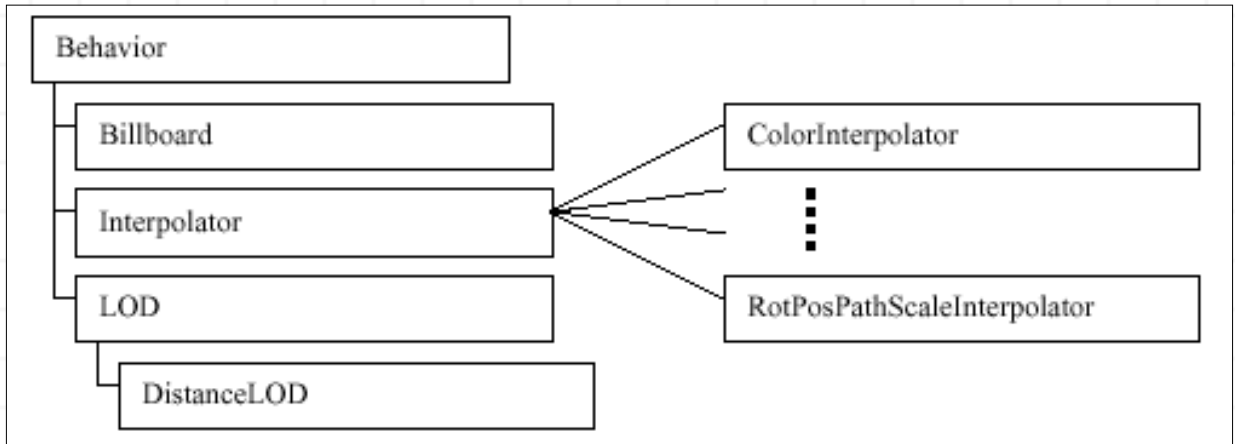 Behavior
Billboard
ColorInterpolator
Interpolator
LOD
RotPosPathScaleInterpolator
DistanceLOD